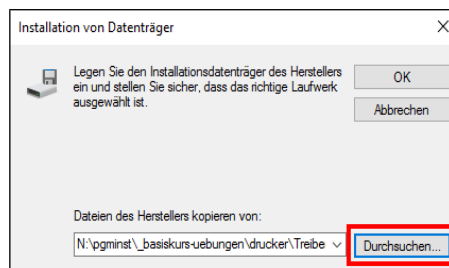 Installation von Datenträger
Legen Sie den Installationsdatenträger des Herstellers
ein und stellen Sie sicher, dass das richtige Laufwerk
ausgewählt ist.
OK
Abbrechen
Dateien des Herstellers kopieren von:
N:\pgminst\_basiskurs-uebungen\drucker\Treibe
Durchsuchen...